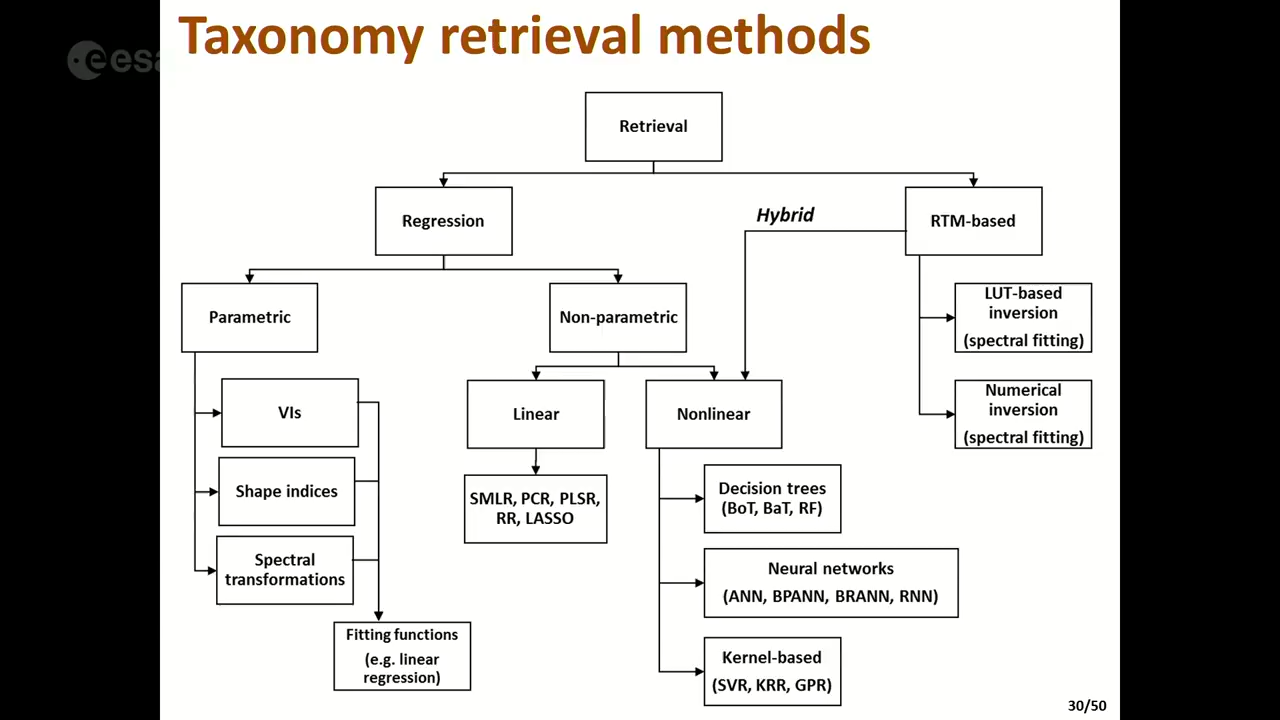 Taxonomy retrieval methods
esa
Retrieval
Regression
Hybrid
RTM-based
Parametric
Non-parametric
LUT-based
inversion
(spectral fitting)
VIs
Linear
Nonlinear
Numerical
inversion
(spectral fitting)
Shape indices
SMLR, PCR, PLSR,
RR, LASSO
Decision trees
(BoT, BaT, RF)
Spectral
transformations
Neural networks
(ANN, BPANN, BRANN, RNN)
Fitting functions
(e.g. linear
regression)
Kernel-based
(SVR, KRR, GPR)
30/50